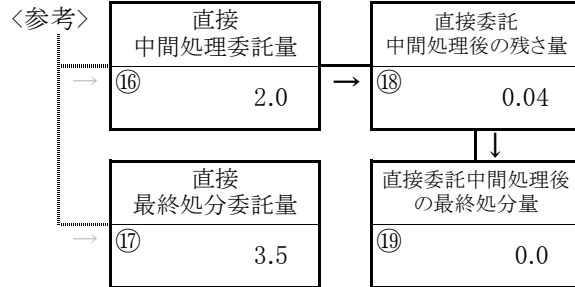 〈参考〉
直接
中間処理委託量
⑯
2.0
→
→
直接委託
中間処理後の残さ量
⑱
0.04
↓
直接
最終処分委託量
⑰
3.5
→
直接委託中間処理後
の最終処分量
⑲
0.0